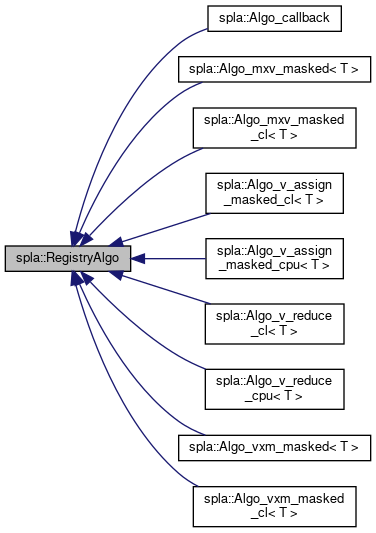 spla::Algo_callback
spla::Algo_mxv_masked< T >
spla::Algo_mxv_masked
_cl< T >
spla::Algo_v_assign
_masked_cl< T >
spla::RegistryAlgo
spla::Algo_v_assign
_masked_cpu< T >
spla::Algo_v_reduce
_cl< T >
spla::Algo_v_reduce
_cpu< T >
spla::Algo_vxm_masked< T >
spla::Algo_vxm_masked
_cl< T >